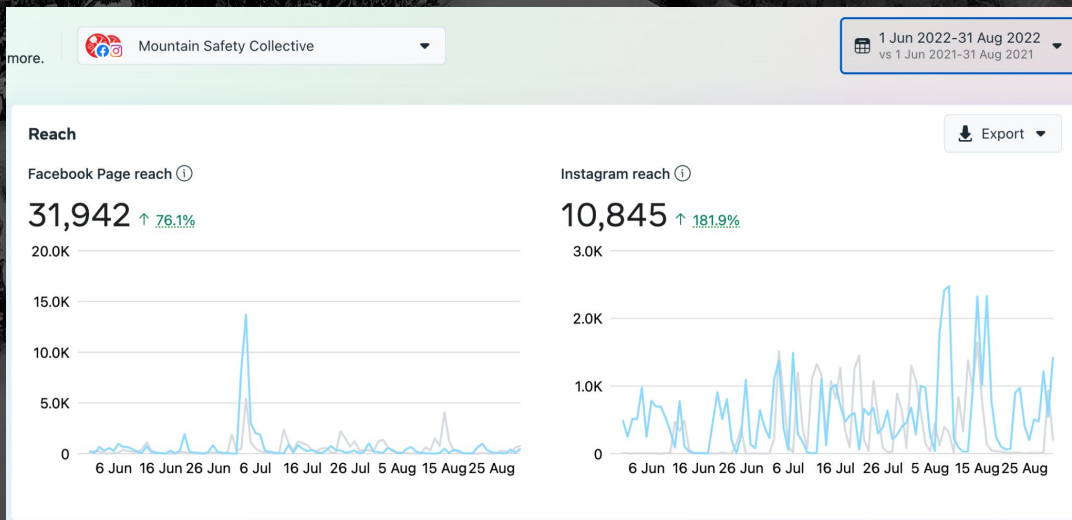 more.
Mountain Safety Collective
1 Jun 2022-31 Aug 2022
vs 1 Jun 2021-31 Aug 2021
Reach
Export
Facebook Page reach
31,942 ↑ 76.1%
20.0K
15.0K
10.0K
5.0K
0
6 Jun 16 Jun 26 Jun 6 Jul 16 Jul 26 Jul 5 Aug 15 Aug 25 Aug
Instagram reach
10,845 ↑ 181.9%
3.0K
2.0K
1.0K
0
6 Jun 16 Jun 26 Jun 6 Jul 16 Jul 26 Jul 5 Aug 15 Aug 25 Aug